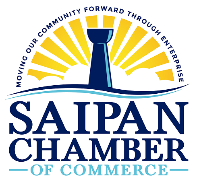 MOVING OUR COMMUNITY FORWARD THROUGH ENTERPRISE
SAIPAN
CHAMBER
OF COMMERCE